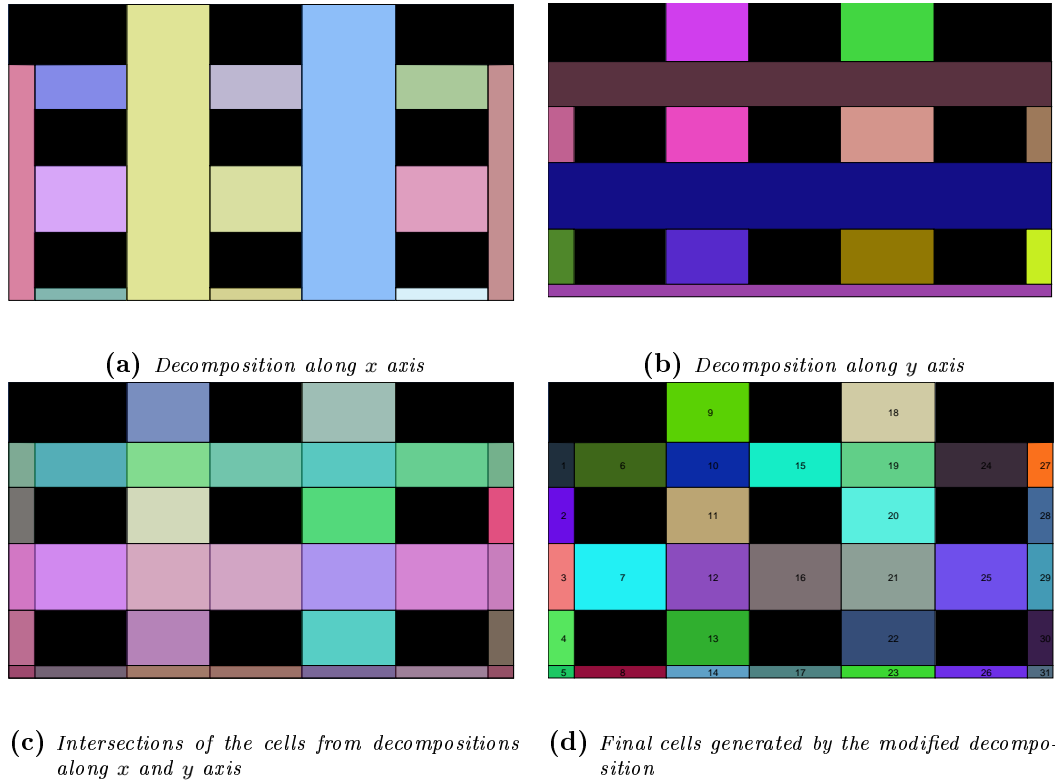 (a) Decomposition along x axis
(b) Decomposition along y axis
9 18
1 6 10 15 19 24 27
2 11 20 28
3 7 12 16 21 25 29
4 13 22 30
5 8 14 17 23 26 31
(c) Intersections of the cells from decompositions
along x and y axis
(d) Final cells generated by the modified decompo-
sition